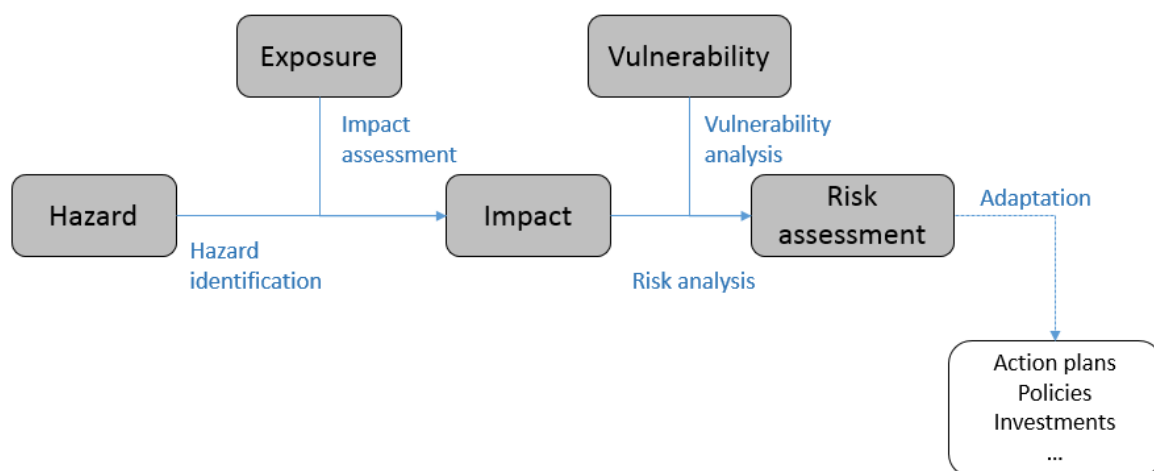 Exposure
Vulnerability
Impact
assessment
Vulnerability
analysis
Hazard
Impact
Risk
assessment
Adaptation
Hazard
identification
Risk analysis
Action plans
Policies
Investments
...